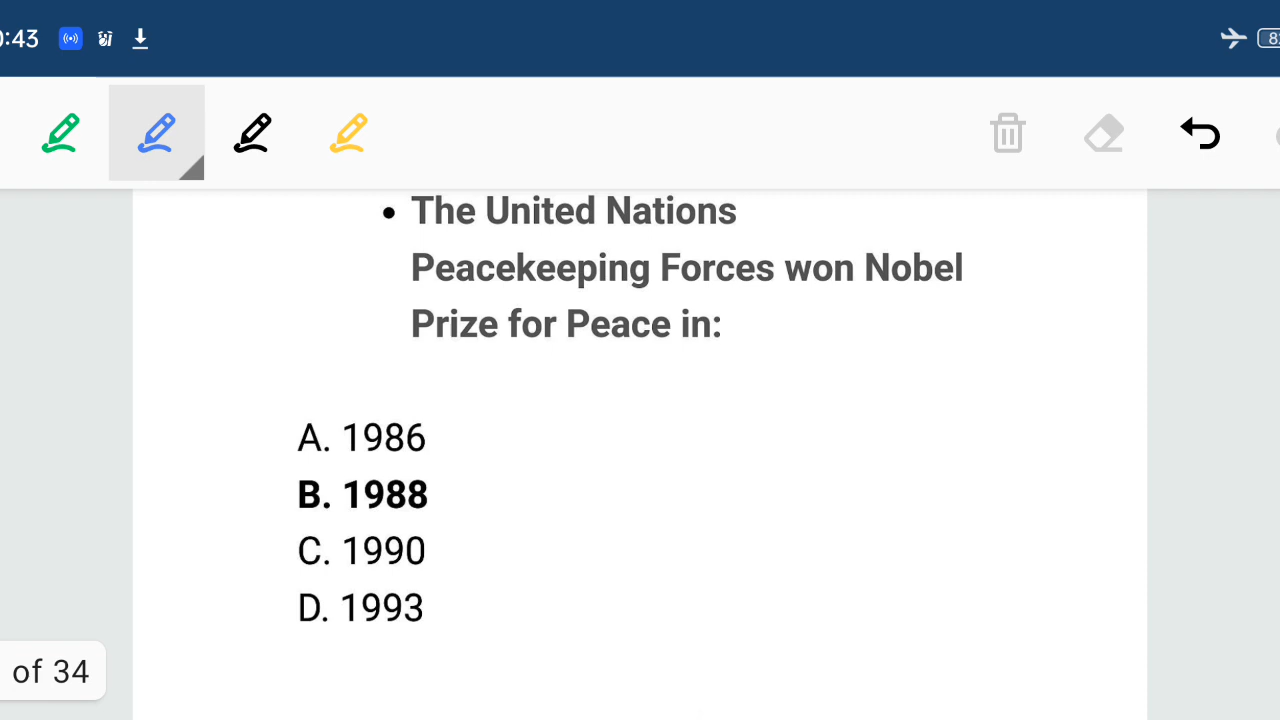 0:43
8
The United Nations
Peacekeeping Forces won Nobel
Prize for Peace in:
A. 1986
B. 1988
C. 1990
D. 1993
of 34